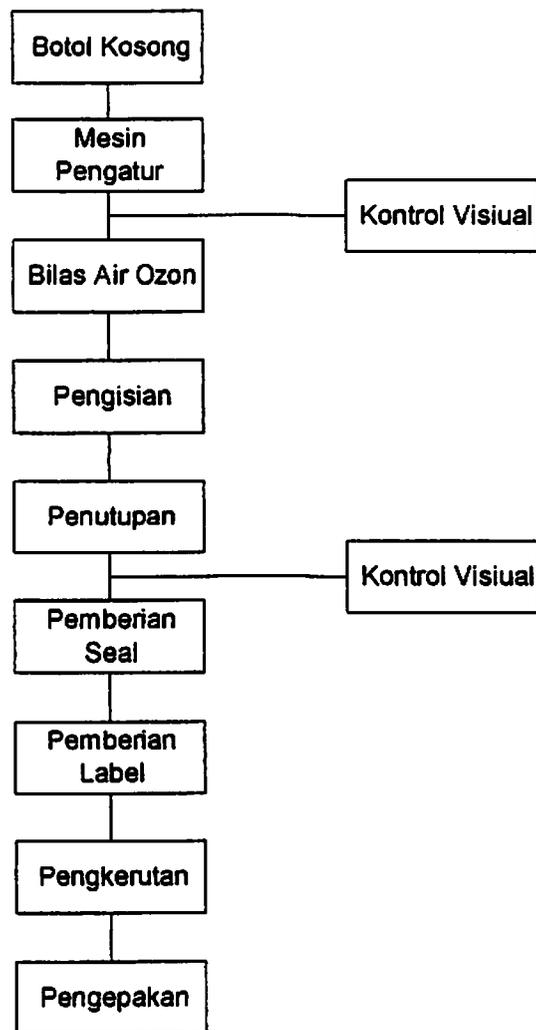 Botol Kosong
Mesin
Pengatur
Kontrol Visiual
Bilas Air Ozon
Pengisian
Penutupan
Kontrol Visiual
Pemberian
Seal
Pemberian
Label
Pengkerutan
Pengepakan